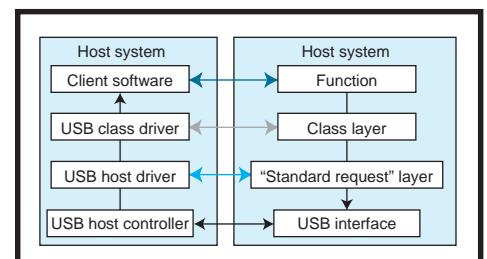 Host system
Client software
USB class driver
USB host driver
USB host controller
Host system
Function
Class layer
“Standard request” layer
USB interface